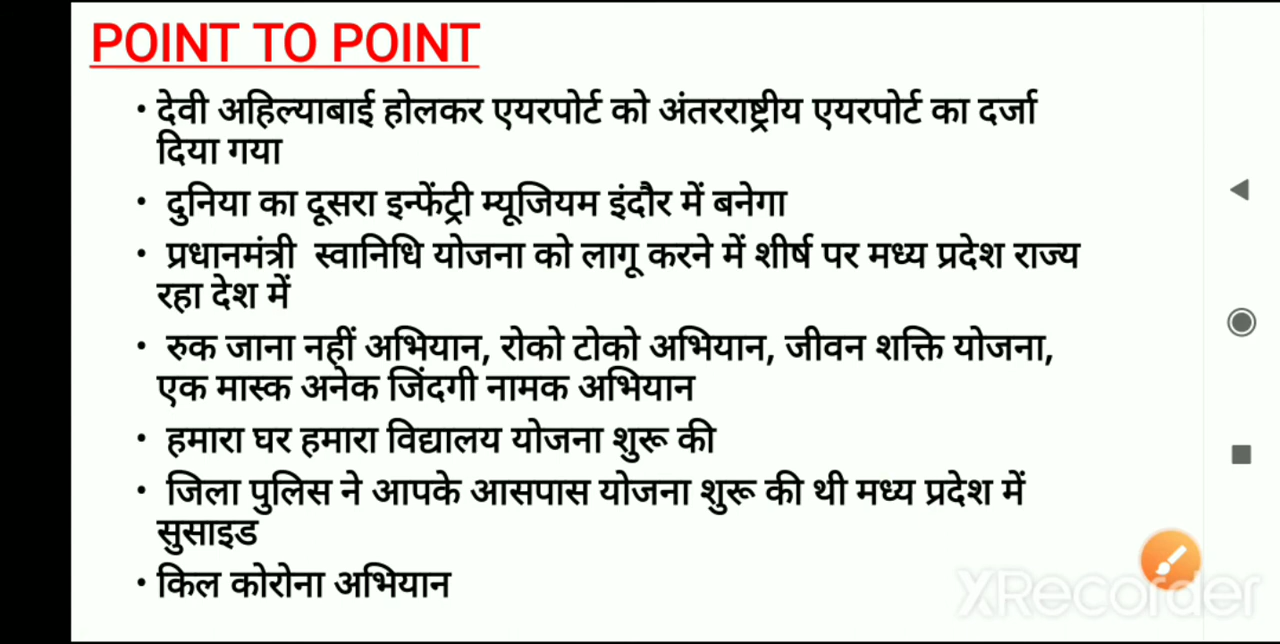 POINT TO POINT
• देवी अहिल्याबाई होलकर एयरपोर्ट को अंतरराष्ट्रीय एयरपोर्ट का दर्जा
दिया गया
• दुनिया का दूसरा इन्फेंट्री म्यूजियम इंदौर में बनेगा
• प्रधानमंत्री स्वानिधि योजना को लागू करने में शीर्ष पर मध्य प्रदेश राज्य
रहा देश में
• रुक जाना नहीं अभियान, रोको टोको अभियान, जीवन शक्ति योजना,
एक मास्क अनेक जिंदगी नामक अभियान
• हमारा घर हमारा विद्यालय योजना शुरू की
• जिला पुलिस ने आपके आसपास योजना शुरू की थी मध्य प्रदेश में
सुसाइड
• किल कोरोना अभियान
XRecorder